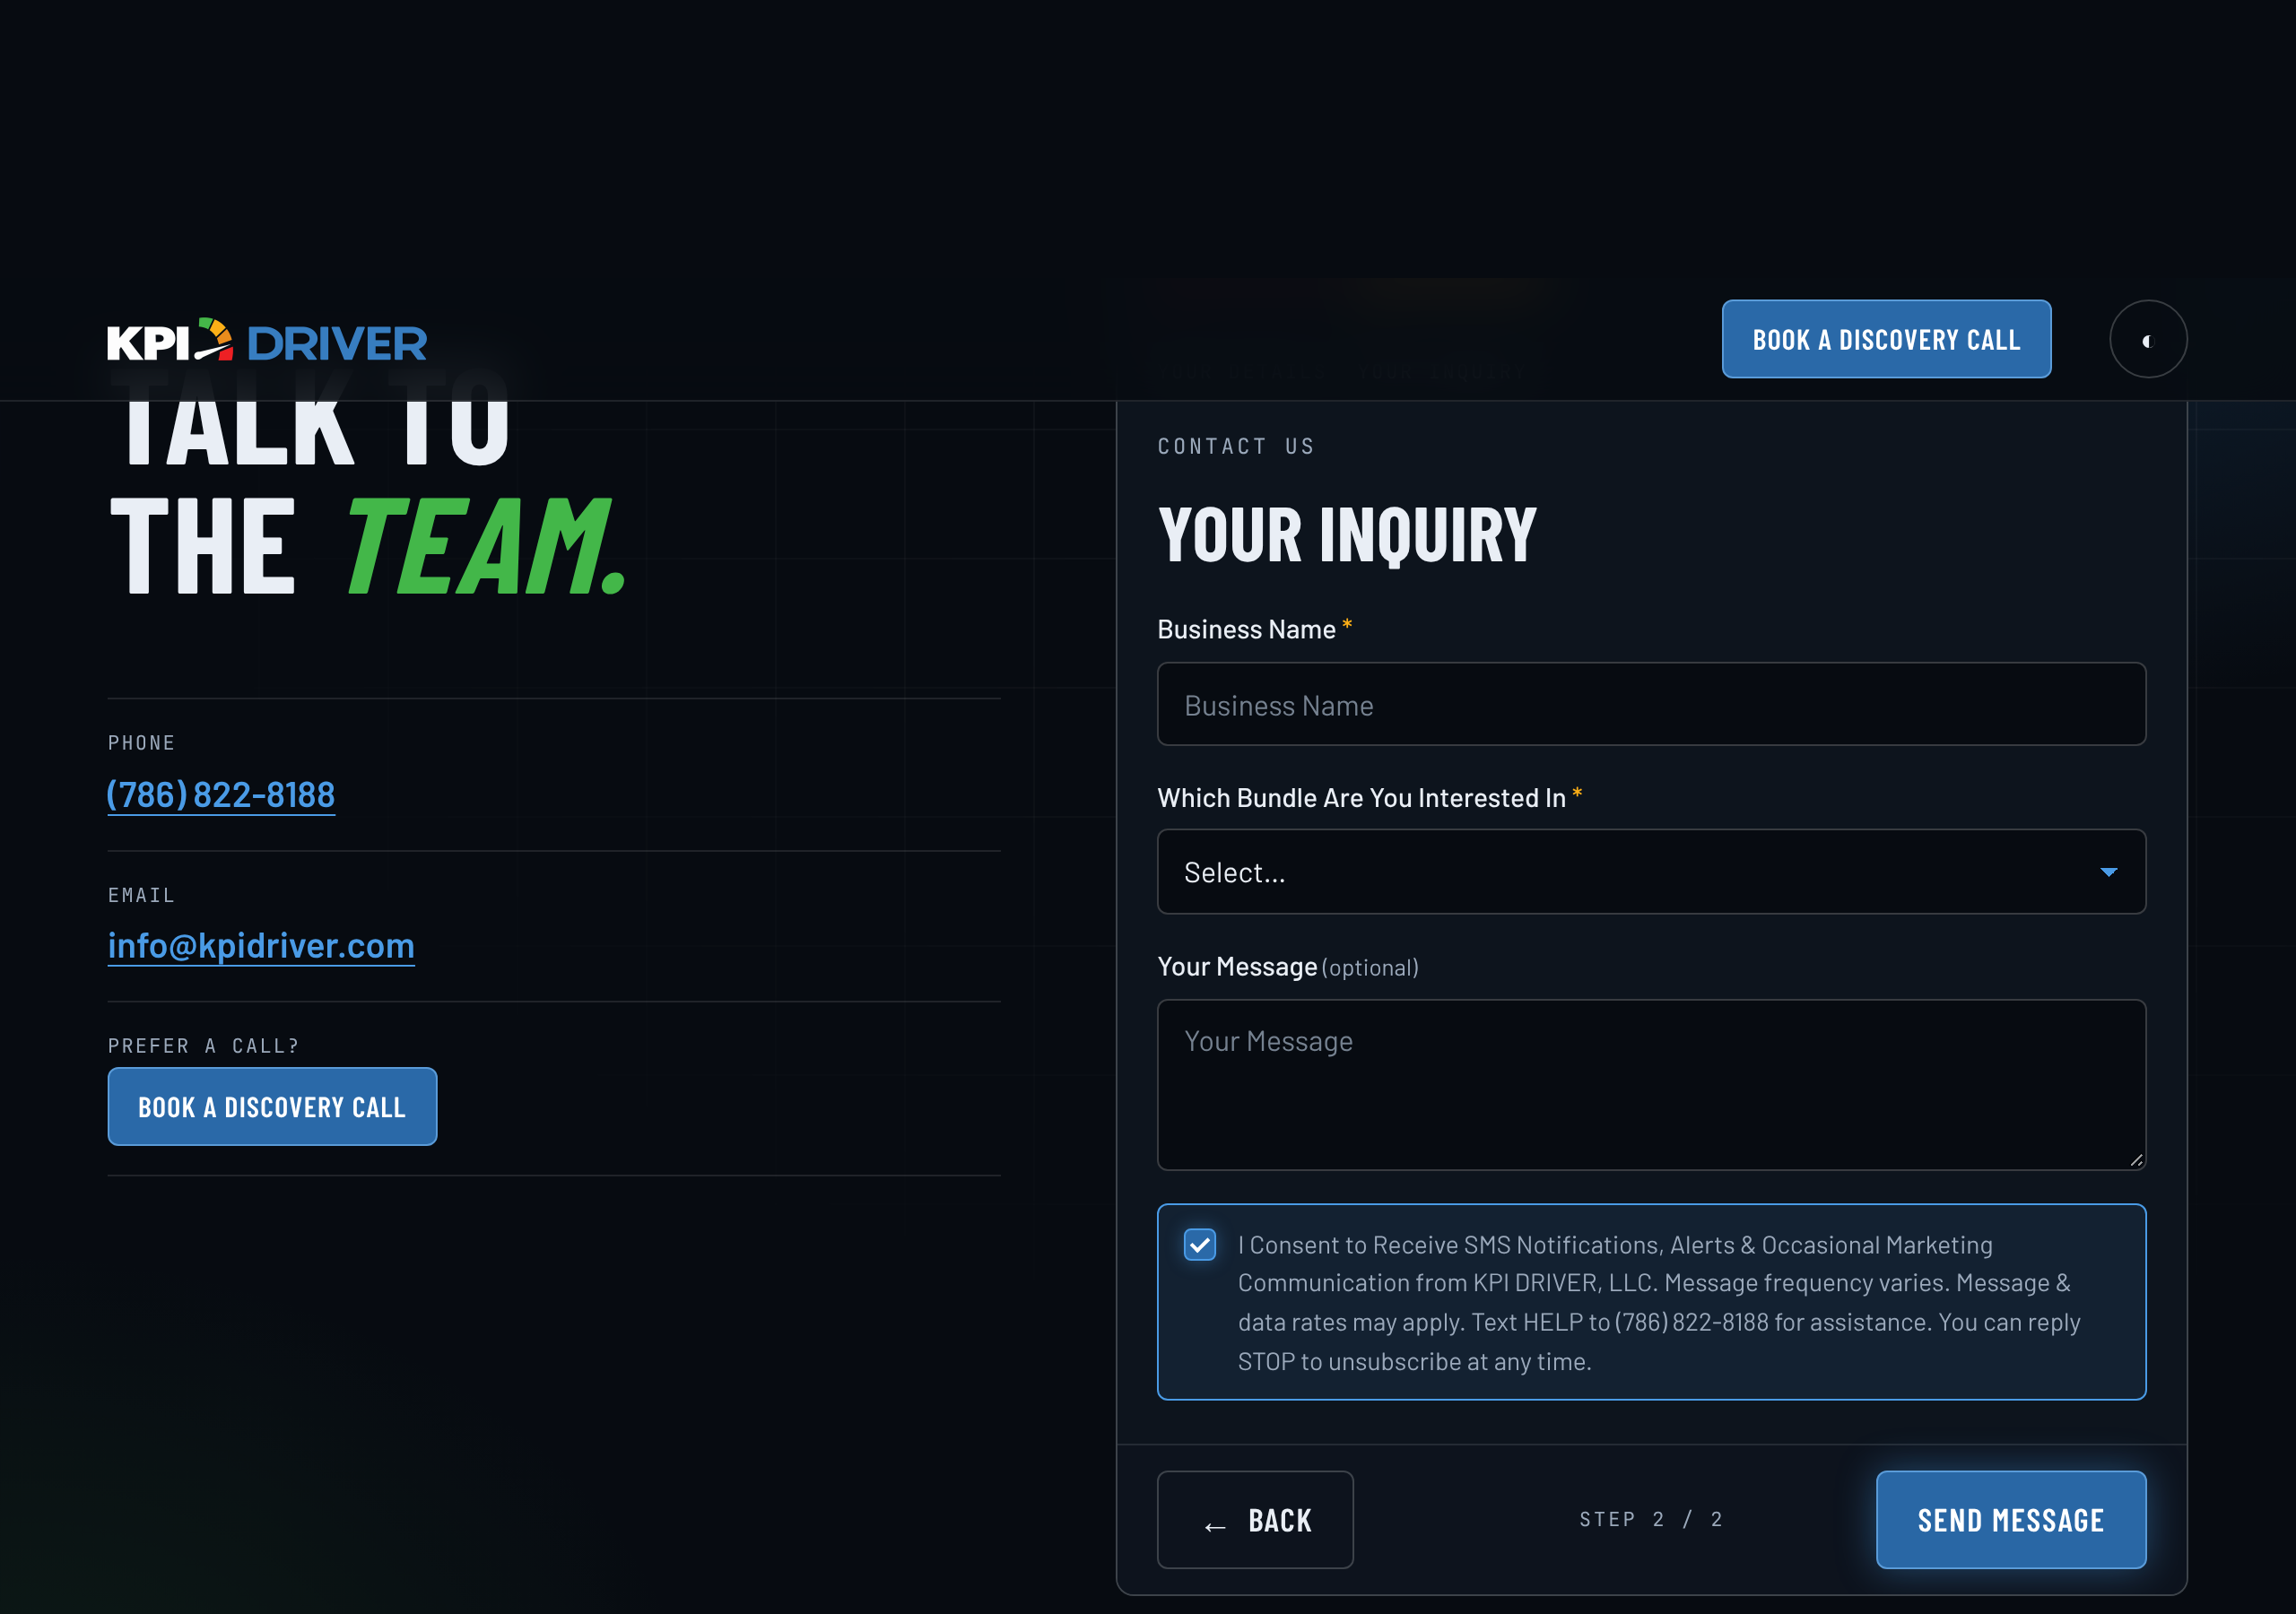 KPI DRIVER
BOOK A DISCOVERY CALL
TALK TO
THE TEAM.
PHONE
(786) 822-8188
EMAIL
info@kpidriver.com
PREFER A CALL?
BOOK A DISCOVERY CALL
CONTACT US
YOUR INQUIRY
Business Name *
Business Name
Which Bundle Are You Interested In *
Select...
Your Message (optional)
Your Message
I Consent to Receive SMS Notifications, Alerts & Occasional Marketing
Communication from KPI DRIVER, LLC. Message frequency varies. Message &
data rates may apply. Text HELP to (786) 822-8188 for assistance. You can reply
STOP to unsubscribe at any time.
← BACK
STEP 2 / 2
SEND MESSAGE